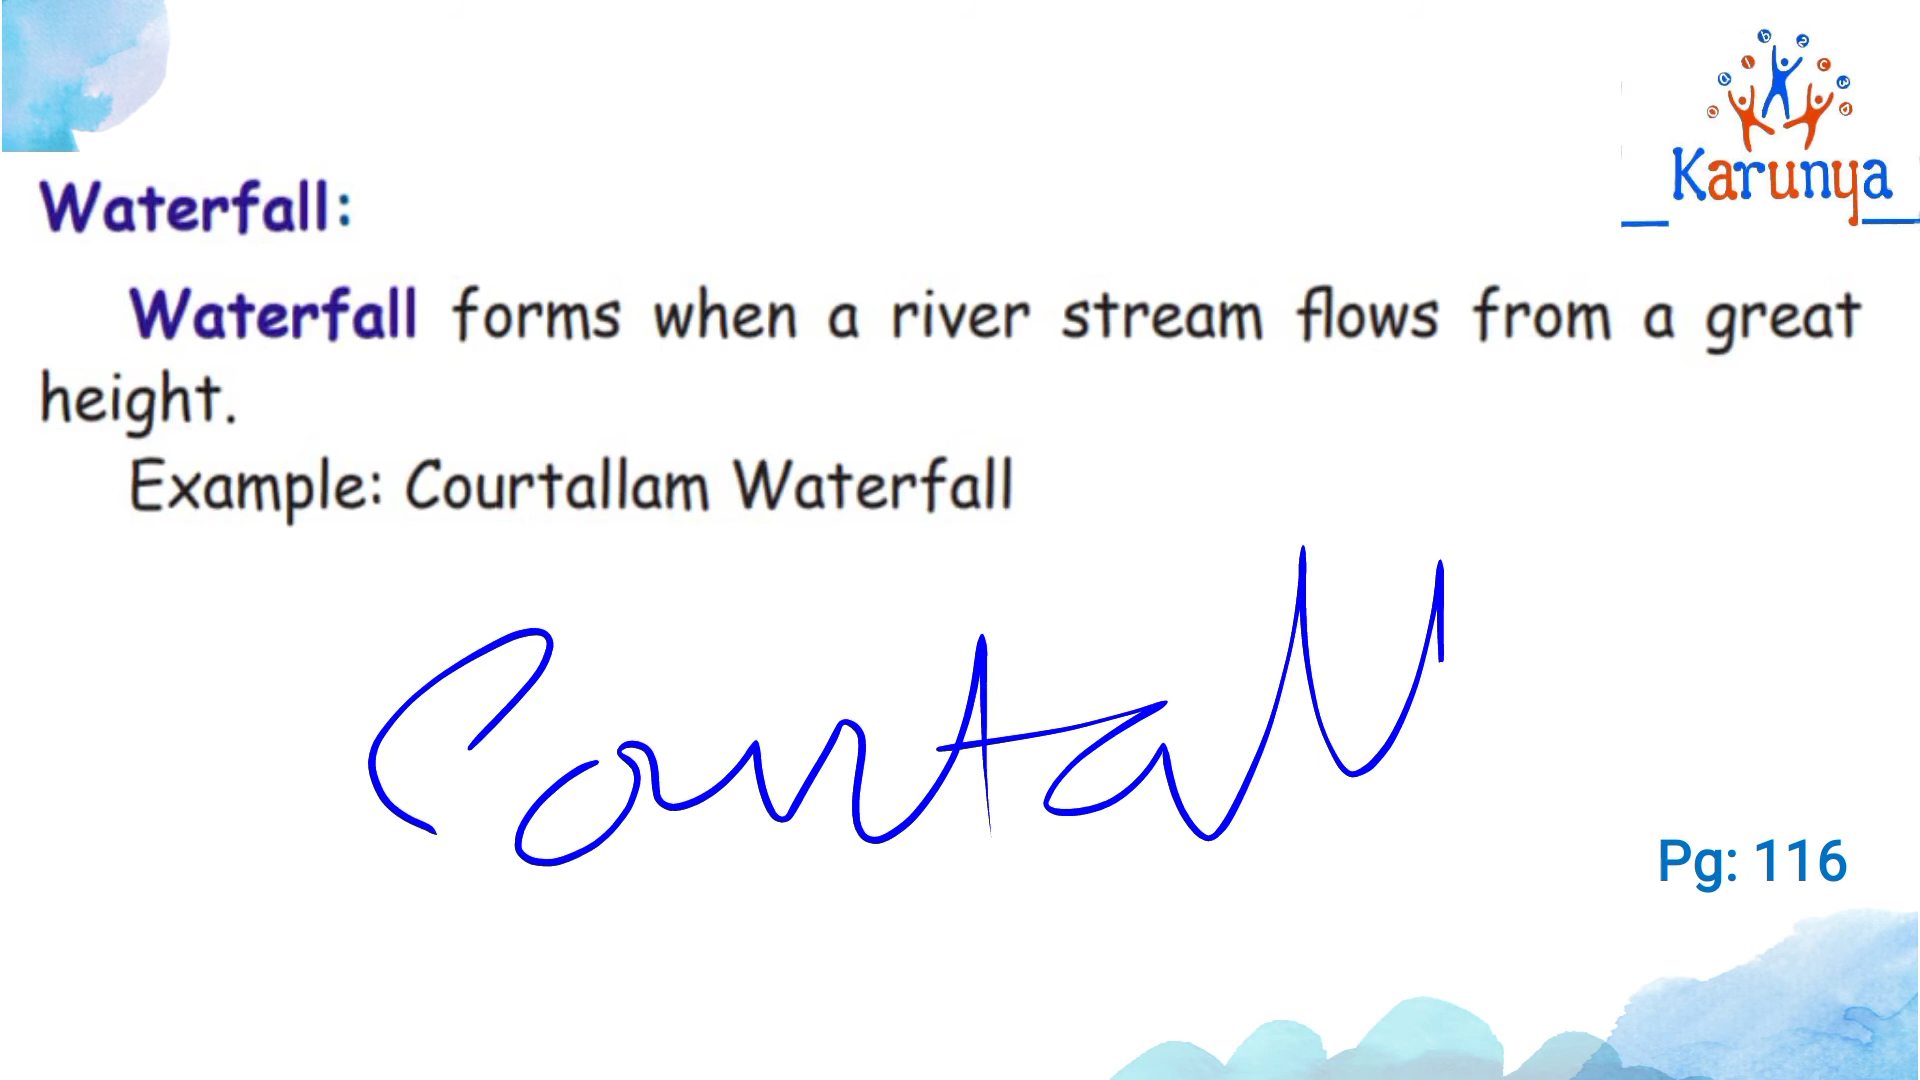 Karunya
Waterfall:
Waterfall forms when a river stream flows from a great
height.
Example: Courtallam Waterfall
Courtall
Pg: 116